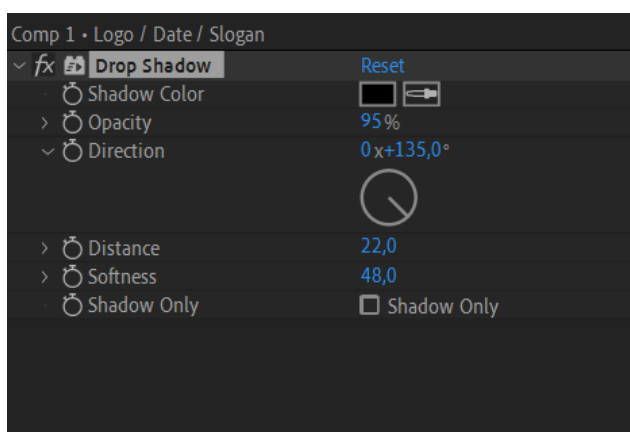 Comp 1 • Logo / Date / Slogan
fx Drop Shadow Reset
Shadow Color
Opacity 95%
Direction 0x+135,0°
Distance 22,0
Softness 48,0
Shadow Only Shadow Only